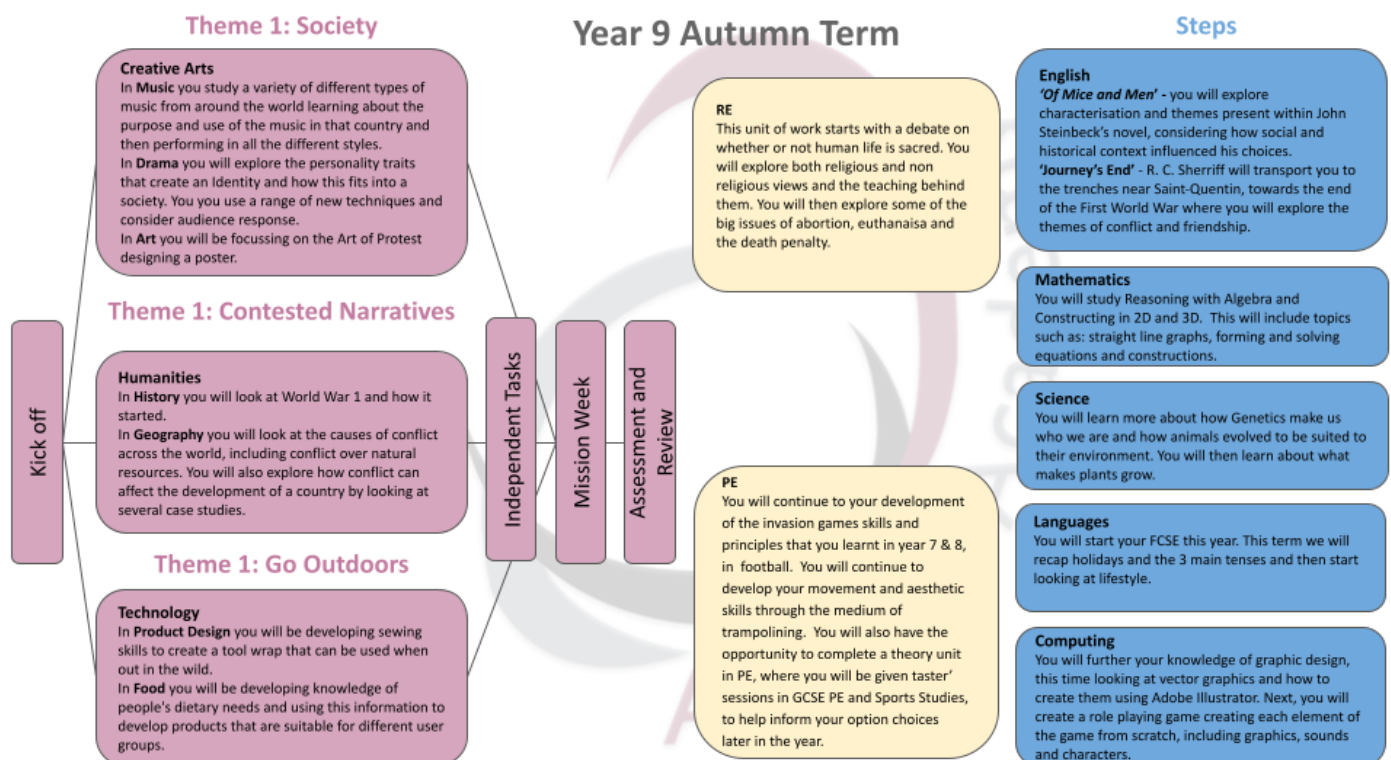 Year 9 Autumn Term
Theme 1: Society
Creative Arts
In Music you study a variety of different types of
music from around the world learning about the
purpose and use of the music in that country and
then performing in all the different styles.
In Drama you will explore the personality traits
that create an Identity and how this fits into a
society. You you use a range of new techniques and
consider audience response.
In Art you will be focussing on the Art of Protest
designing a poster.
Theme 1: Contested Narratives
Kick off
Humanities
In History you will look at World War 1 and how it
started.
In Geography you will look at the causes of conflict
across the world, including conflict over natural
resources. You will also explore how conflict can
affect the development of a country by looking at
several case studies.
Theme 1: Go Outdoors
Technology
In Product Design you will be developing sewing
skills to create a tool wrap that can be used when
out in the wild.
In Food you will be developing knowledge of
people's dietary needs and using this information to
develop products that are suitable for different user
groups.
Independent Tasks
Mission Week
Assessment and
Review
RE
This unit of work starts with a debate on
whether or not human life is sacred. You
will explore both religious and non
religious views and the teaching behind
them. You will then explore some of the
big issues of abortion, euthanaisa and
the death penalty.
PE
You will continue to your development
of the invasion games skills and
principles that you learnt in year 7 & 8,
in football. You will continue to
develop your movement and aesthetic
skills through the medium of
trampolining. You will also have the
opportunity to complete a theory unit
in PE, where you will be given taster’
sessions in GCSE PE and Sports Studies,
to help inform your option choices
later in the year.
Steps
English
‘Of Mice and Men’ - you will explore
characterisation and themes present within John
Steinbeck’s novel, considering how social and
historical context influenced his choices.
‘Journey’s End’ - R. C. Sherriff will transport you to
the trenches near Saint-Quentin, towards the end
of the First World War where you will explore the
themes of conflict and friendship.
Mathematics
You will study Reasoning with Algebra and
Constructing in 2D and 3D. This will include topics
such as: straight line graphs, forming and solving
equations and constructions.
Science
You will learn more about how Genetics make us
who we are and how animals evolved to be suited to
their environment. You will then learn about what
makes plants grow.
Languages
You will start your FCSE this year. This term we will
recap holidays and the 3 main tenses and then start
looking at lifestyle.
Computing
You will further your knowledge of graphic design,
this time looking at vector graphics and how to
create them using Adobe Illustrator. Next, you will
create a role playing game creating each element of
the game from scratch, including graphics, sounds
and characters.